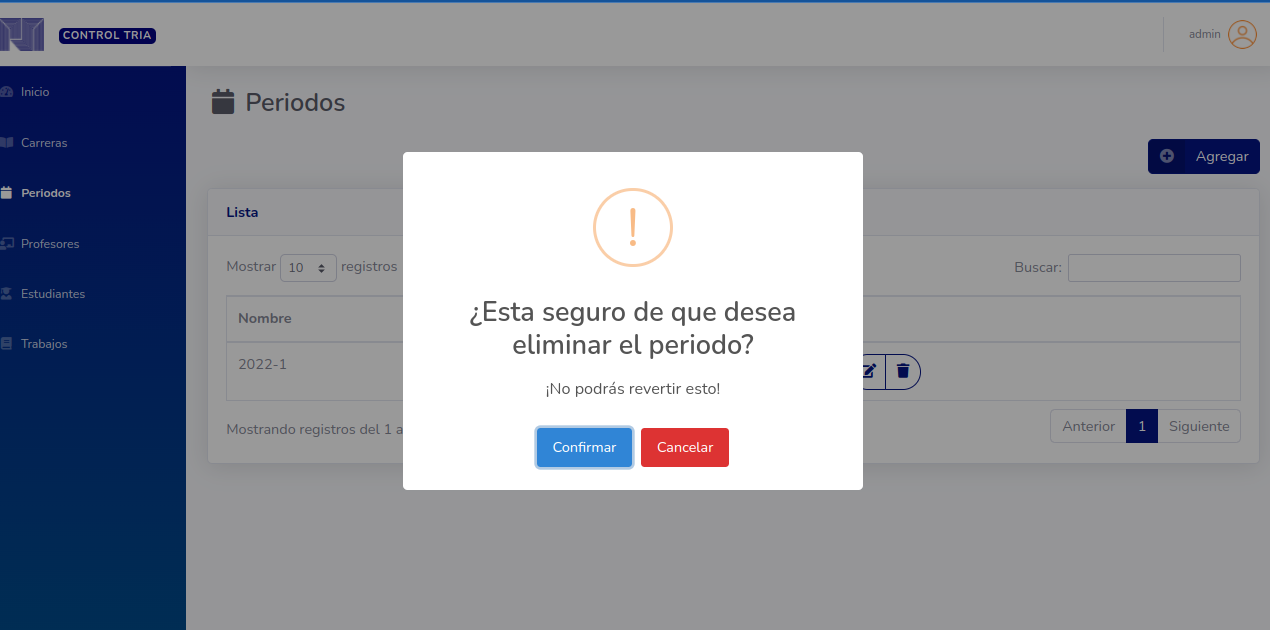 CONTROL TRIA
admin
Inicio
Carreras
Periodos
Profesores
Estudiantes
Trabajos
Periodos
Agregar
Lista
Mostrar 10 registros
Buscar:
Nombre
2022-1
Mostrando registros del 1 a
Anterior 1 Siguiente
¿Esta seguro de que desea
eliminar el periodo?
¡No podrás revertir esto!
Confirmar Cancelar